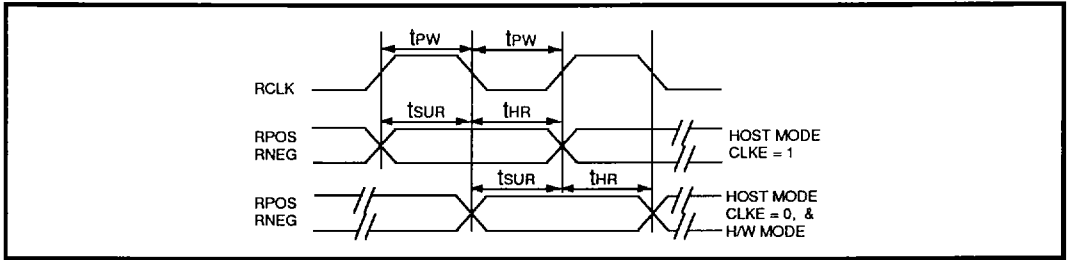 tPW tPW
RCLK
tSUR tHR
RPOS
RNEG
HOST MODE
CLKE = 1
tSUR tHR
RPOS
RNEG
HOST MODE
CLKE = 0, &
H/W MODE